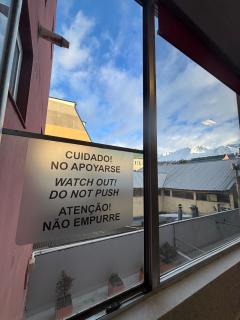 CUIDADO!
NO APOYARSE
WATCH OUT!
DO NOT PUSH
ATENÇÃO!
NÃO EMPURRE